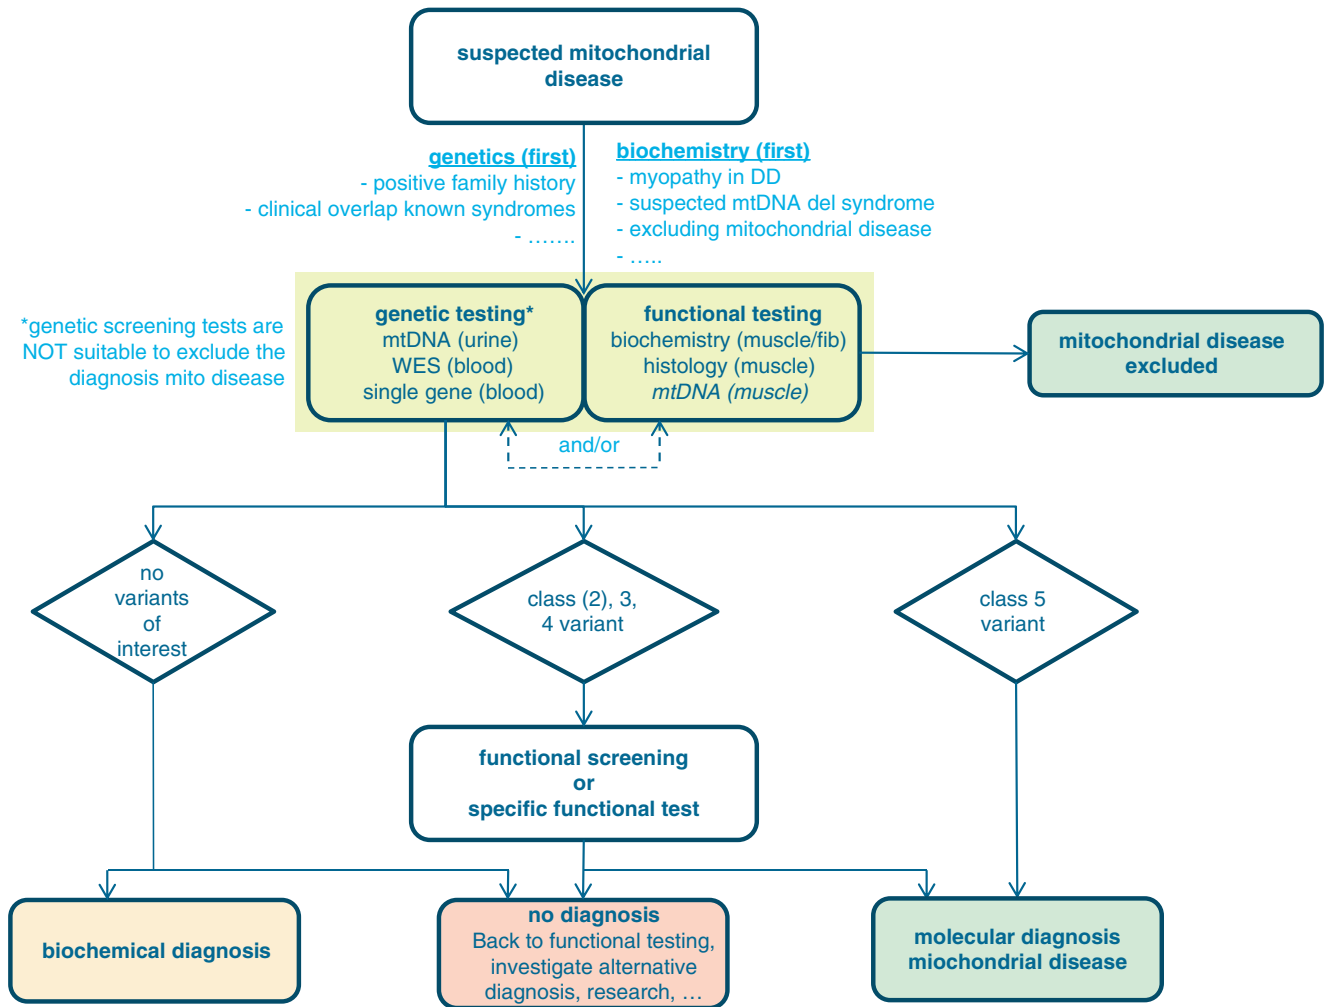 suspected mitochondrial
disease
genetics (first)
- positive family history
- clinical overlap known syndromes
- …….
biochemistry (first)
- myopathy in DD
- suspected mtDNA del syndrome
- excluding mitochondrial disease
- …..
*genetic screening tests are
NOT suitable to exclude the
diagnosis mito disease
genetic testing*
mtDNA (urine)
WES (blood)
single gene (blood)
functional testing
biochemistry (muscle/fib)
histology (muscle)
mtDNA (muscle)
mitochondrial disease
excluded
and/or
no
variants
of
interest
class (2), 3,
4 variant
class 5
variant
functional screening
or
specific functional test
biochemical diagnosis
no diagnosis
Back to functional testing,
investigate alternative
diagnosis, research, …
molecular diagnosis
miochondrial disease